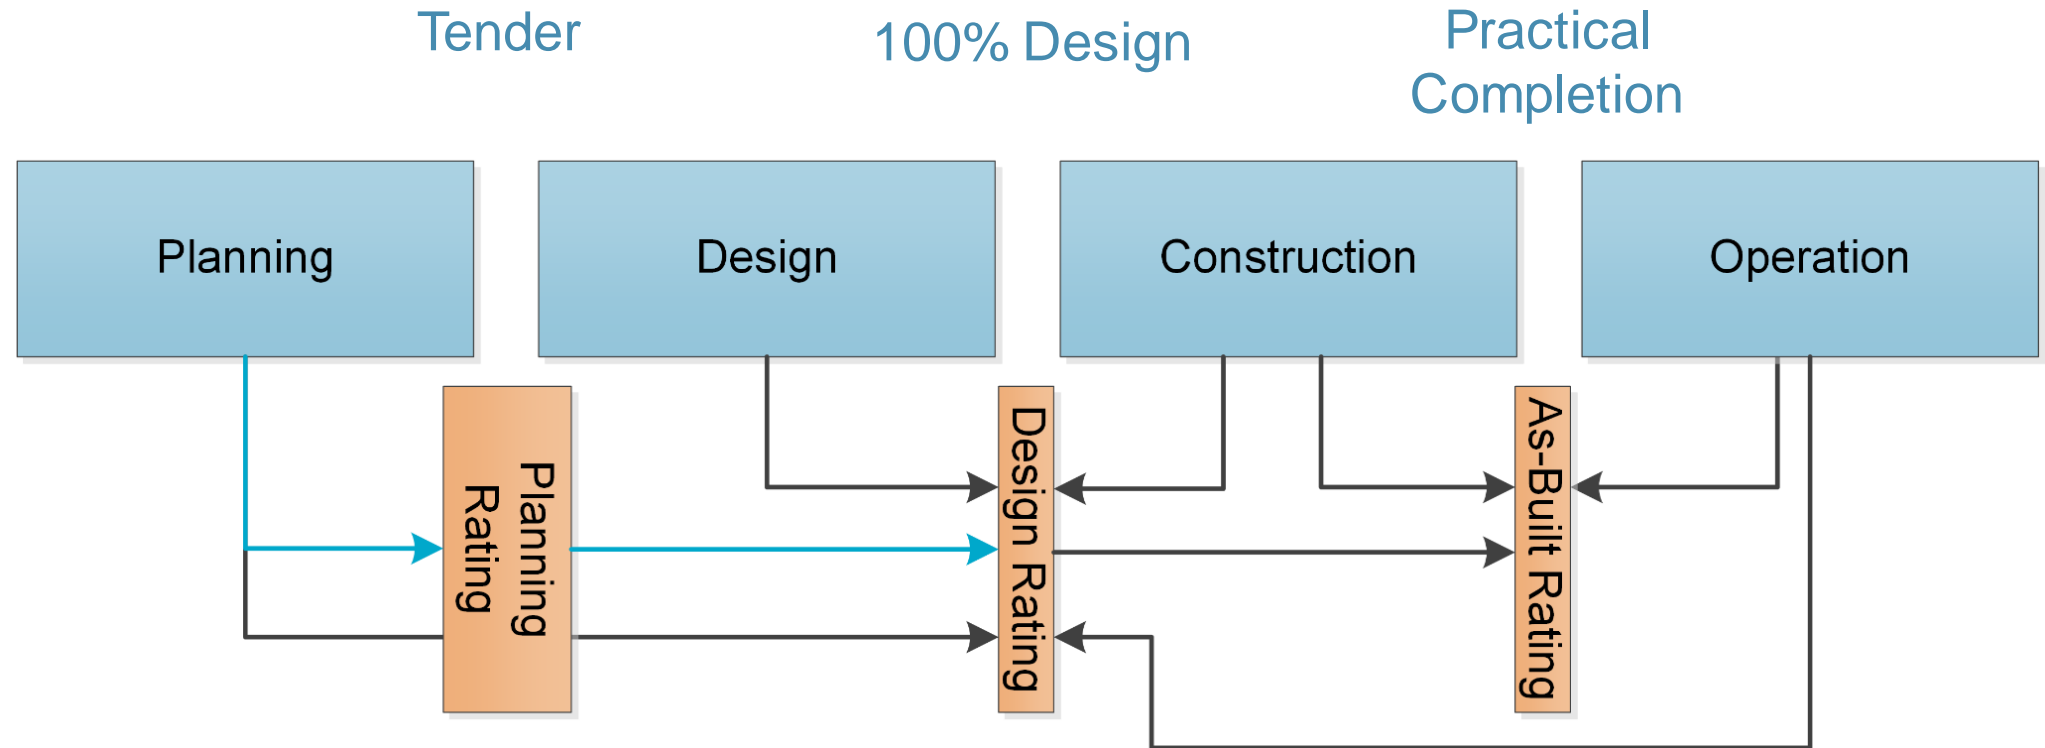 Tender
100% Design
Practical
Completion
Planning
Design
Construction
Operation
Planning
Rating
Design Rating
As-Built Rating